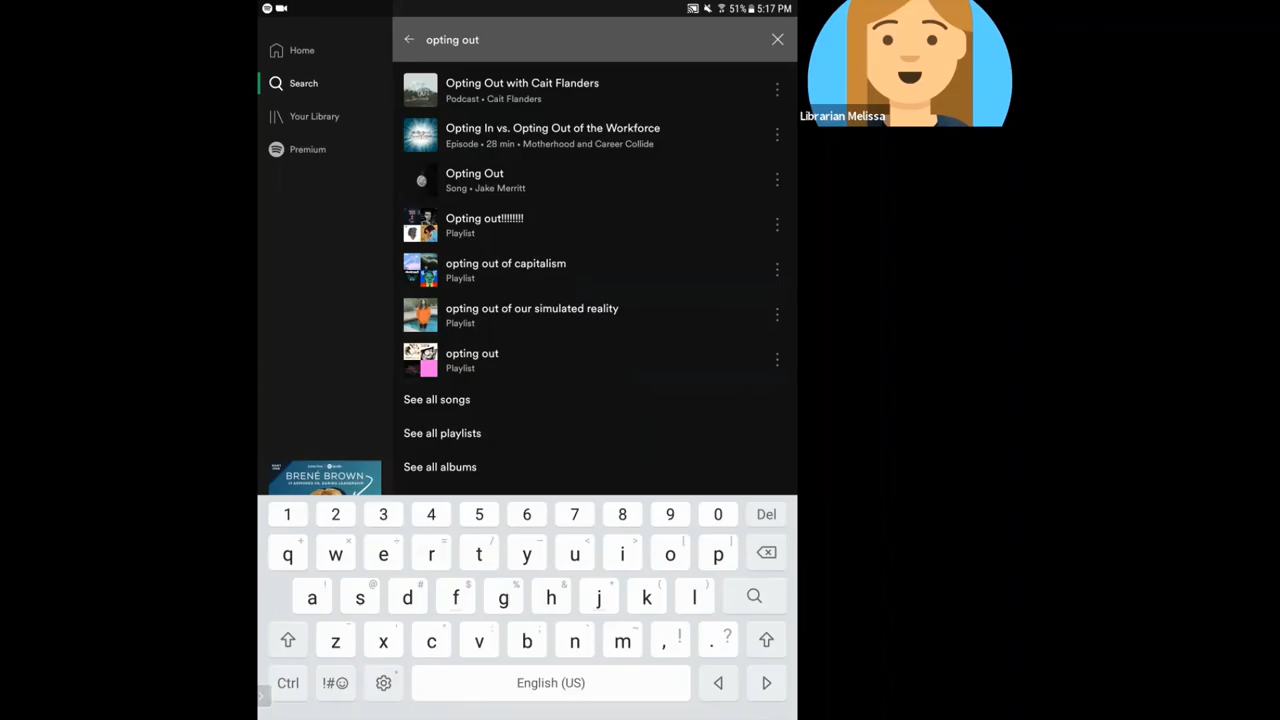 51% 5:17 PM
Home
Search
Your Library
Premium
opting out
Opting Out with Cait Flanders
Podcast • Cait Flanders
Opting In vs. Opting Out of the Workforce
Episode • 28 min • Motherhood and Career Collide
Opting Out
Song • Jake Merritt
Opting out!!!!!!!!
Playlist
opting out of capitalism
Playlist
opting out of our simulated reality
Playlist
opting out
Playlist
See all songs
See all playlists
See all albums
BRENÉ BROWN
1 2 3 4 5 6 7 8 9 0 Del
q w e r t y u i o p
a s d f g h j k l
z x c v b n m , ! . ?
Ctrl !#☺ English (US)
Librarian Melissa